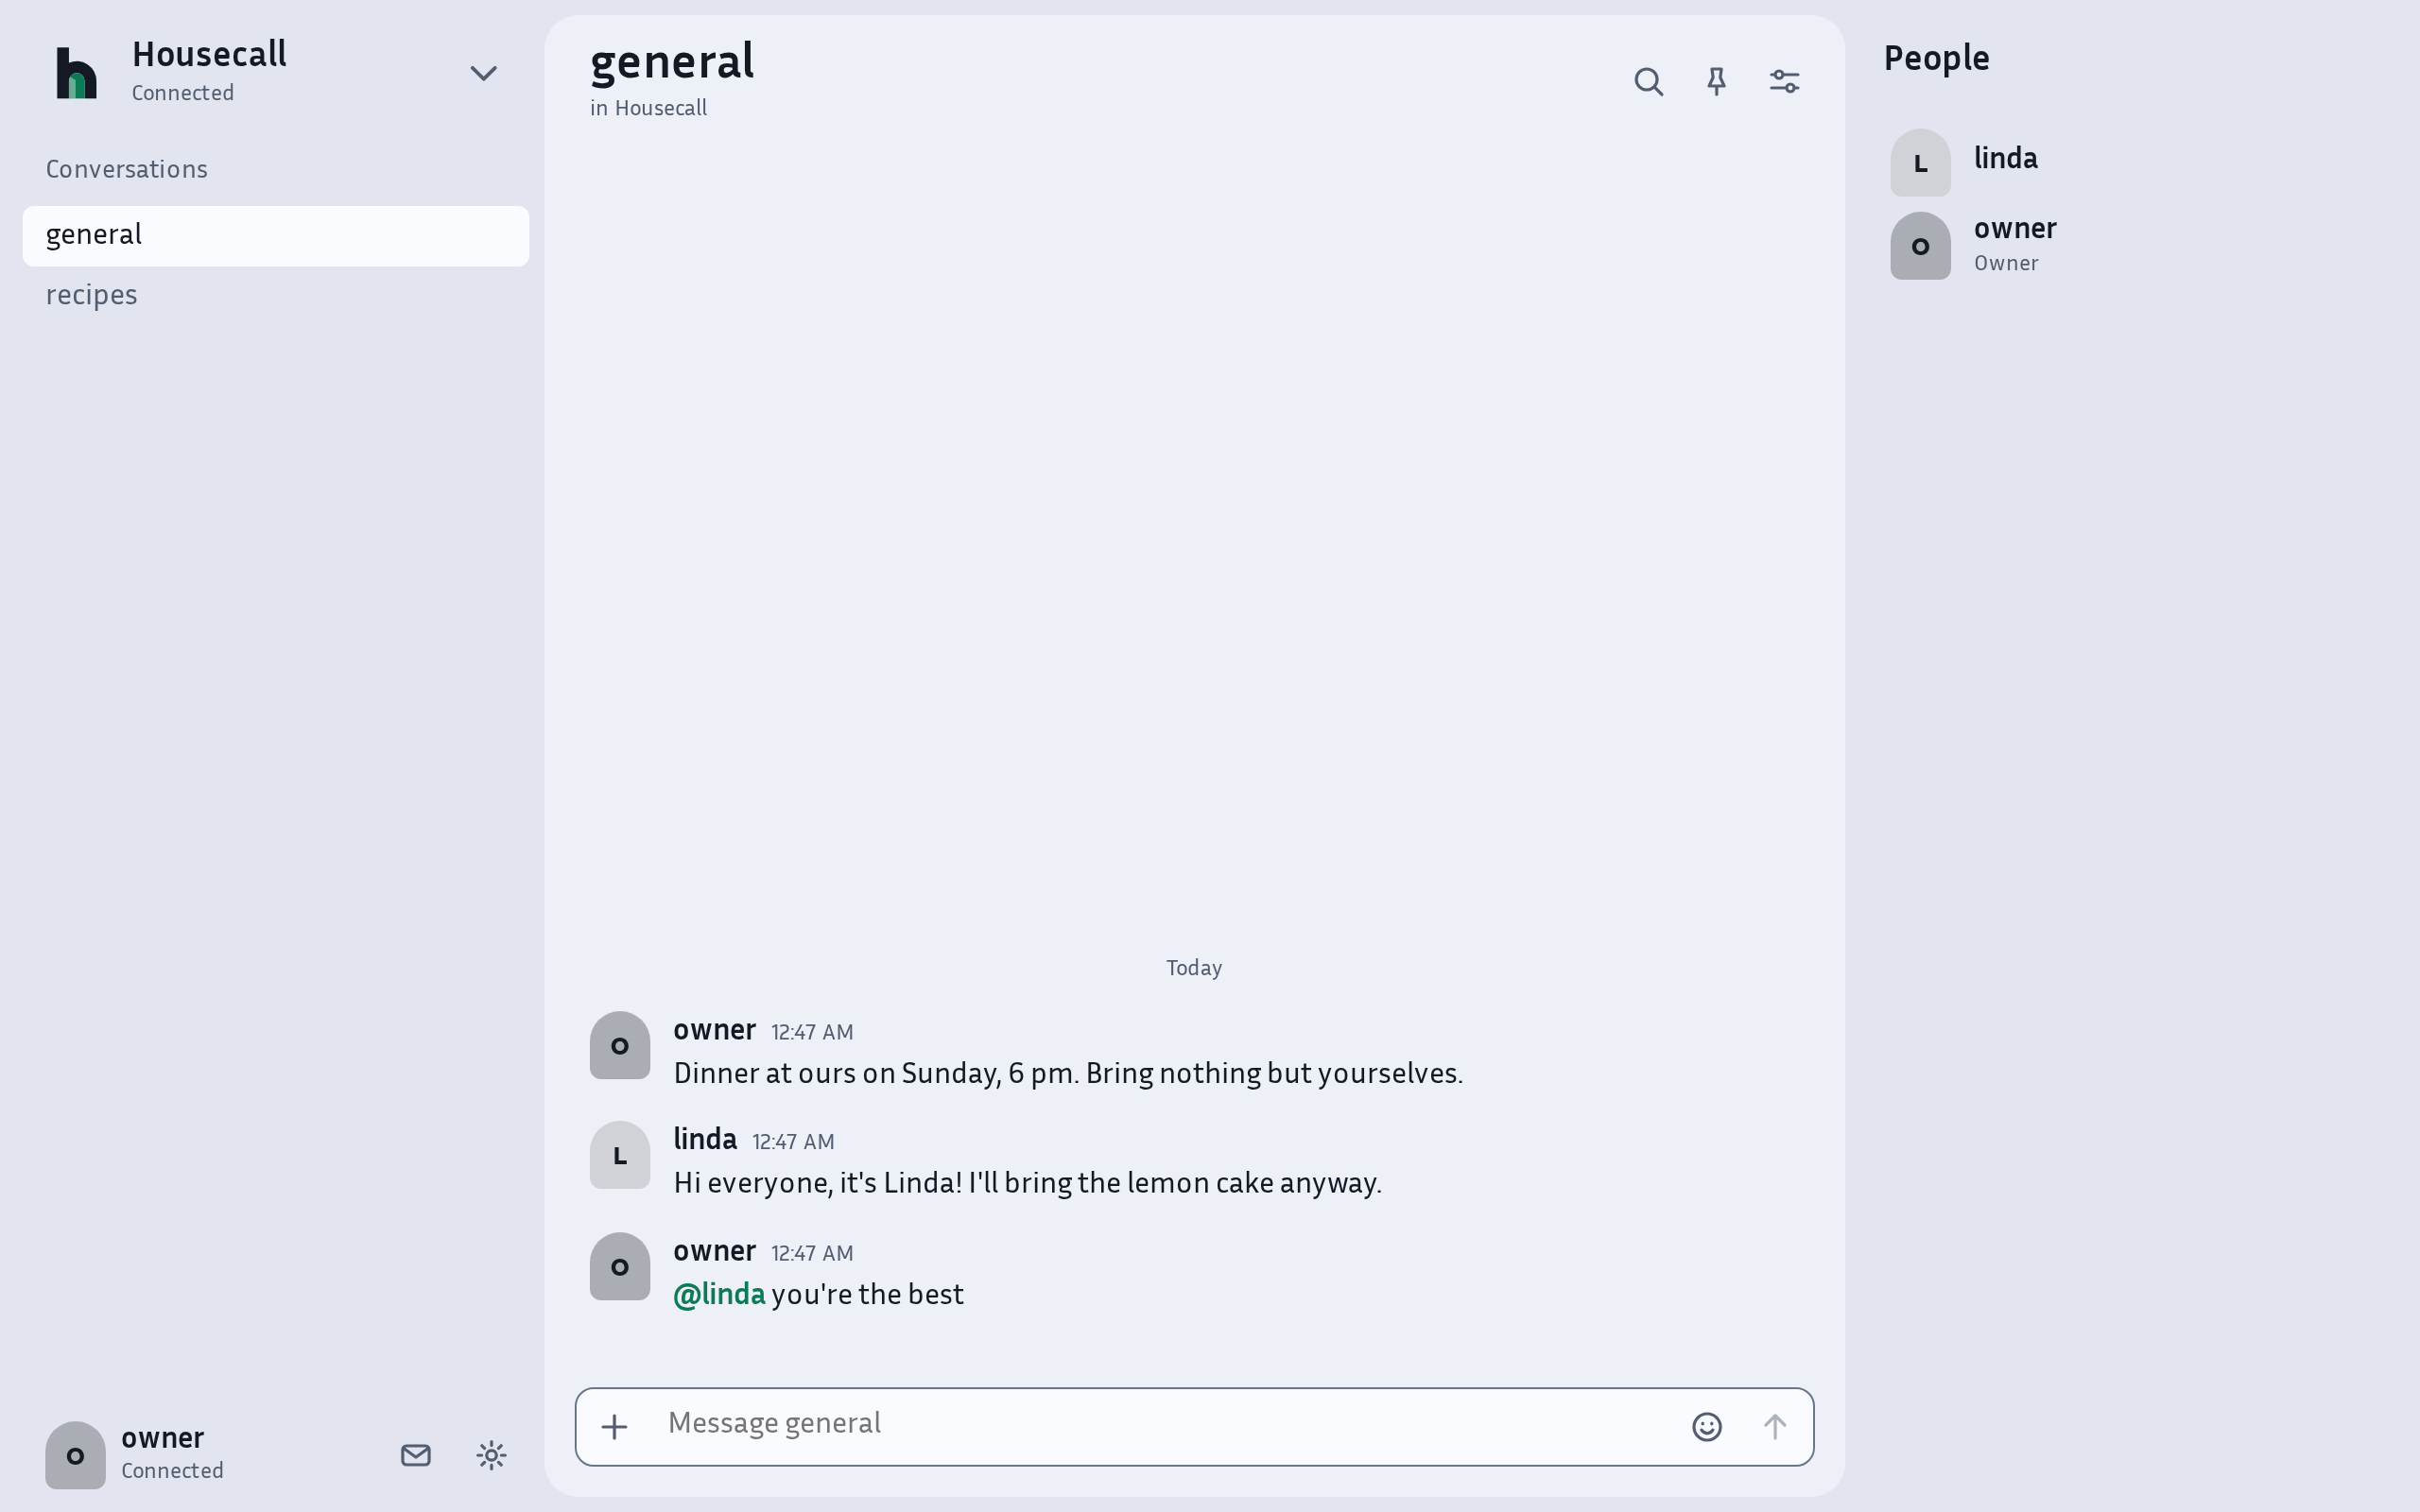 Housecall
Connected
Conversations
general
recipes
O
owner
Connected
general
in Housecall
Today
O
owner 12:47 AM
Dinner at ours on Sunday, 6 pm. Bring nothing but yourselves.
L
linda 12:47 AM
Hi everyone, it's Linda! I'll bring the lemon cake anyway.
O
owner 12:47 AM
@linda you're the best
Message general
People
L
linda
O
owner
Owner